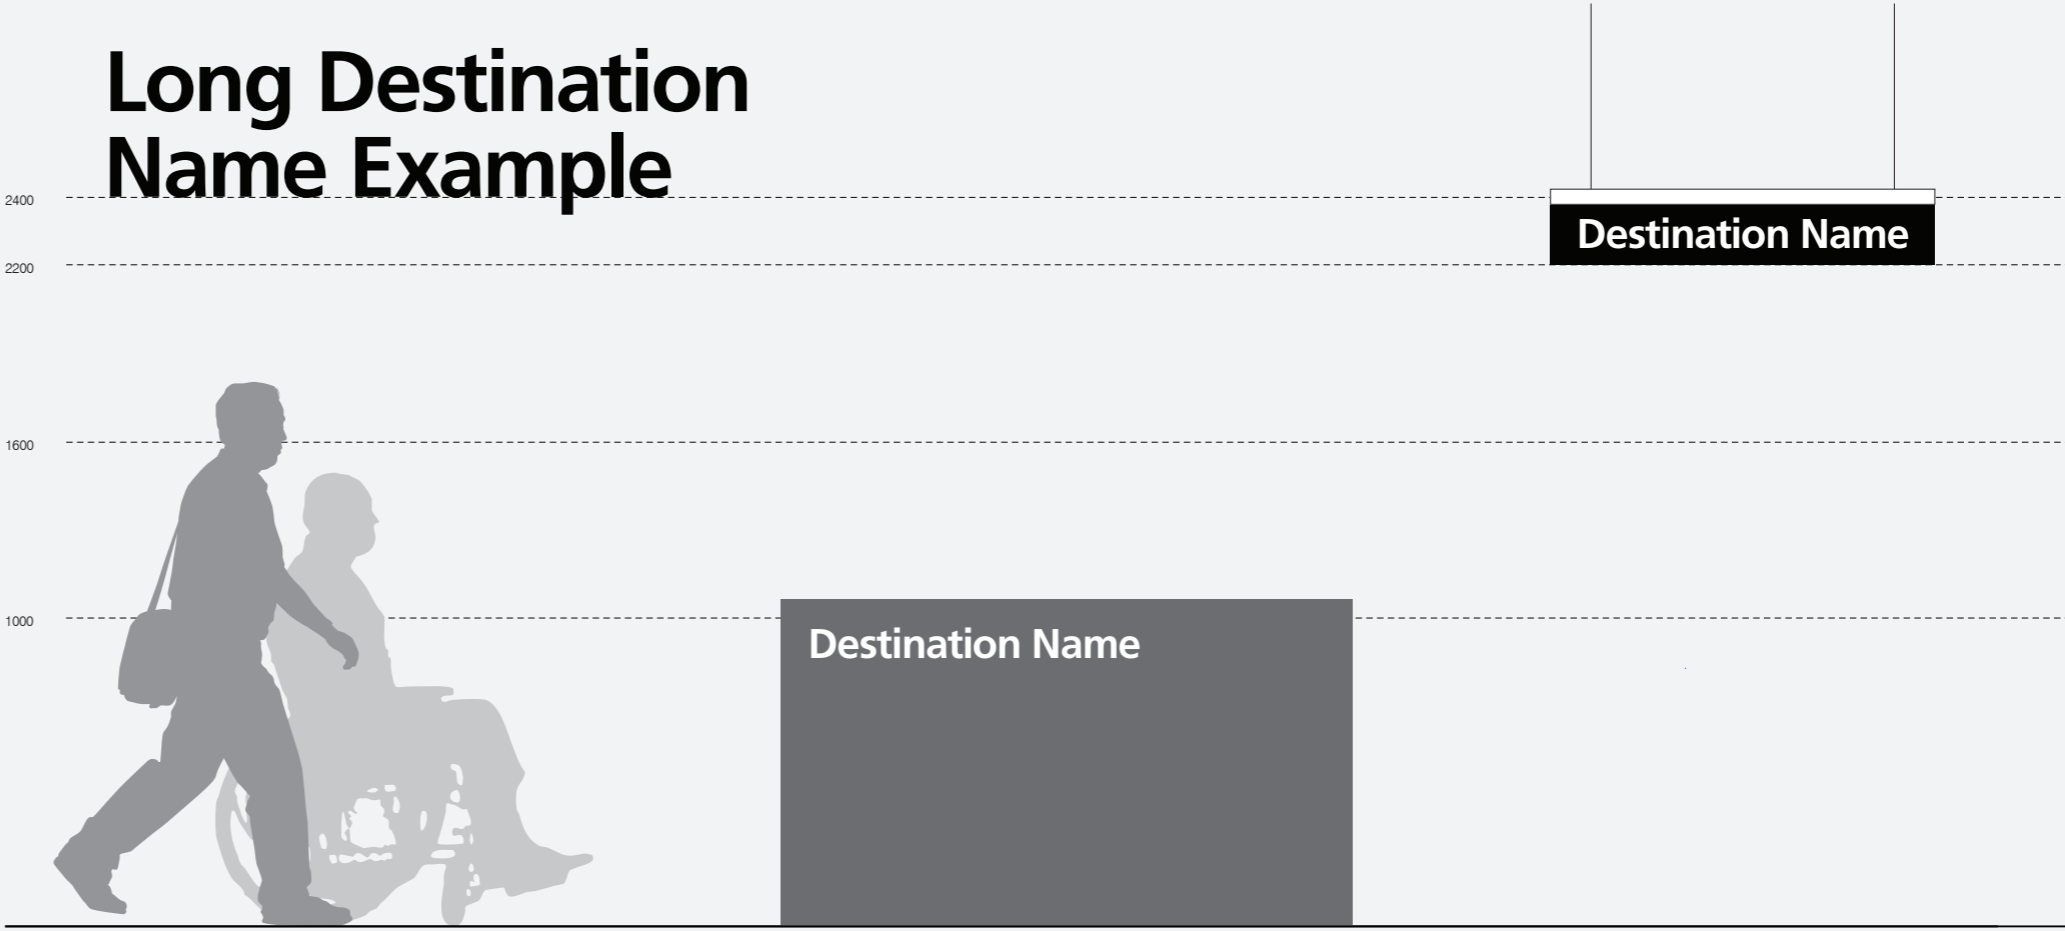 Long Destination
Name Example
2400
Destination Name
2200
1600
1000
Destination Name